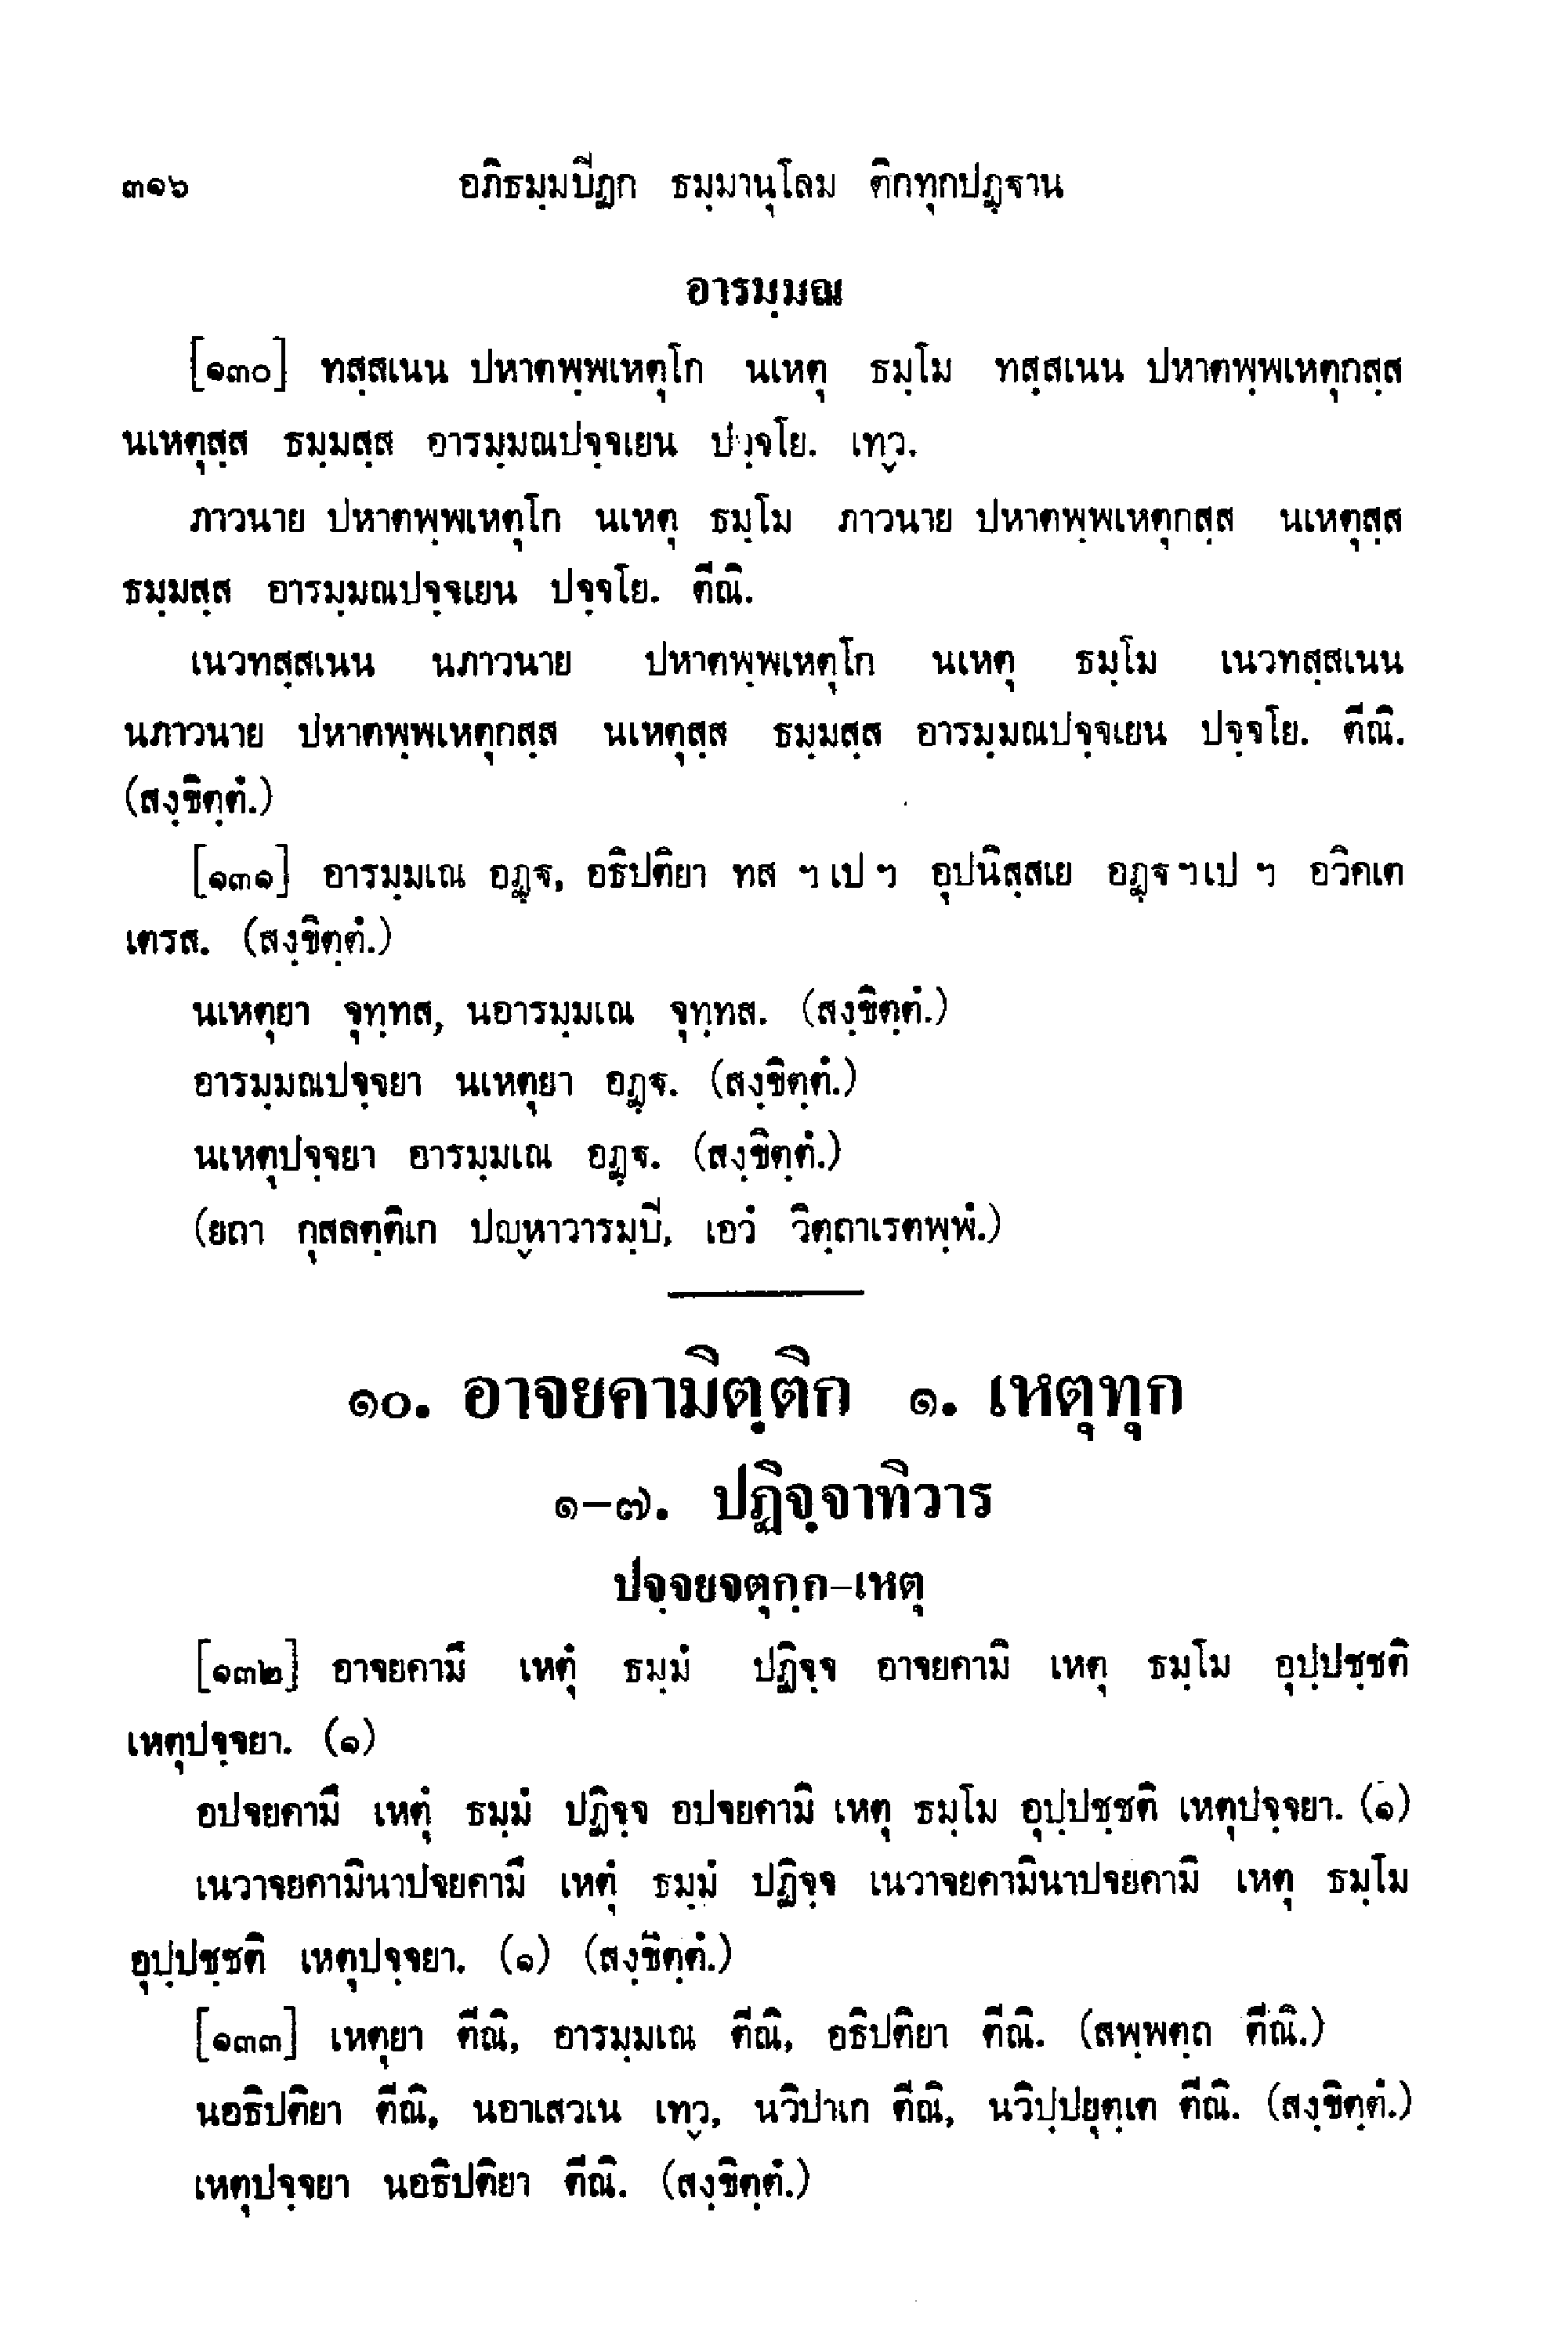 ๓๑๖ อภิธมฺมปิฏก ธมฺมานุโลม ติกทุกปฏฺฐาน
อารมฺมณ
[๑๓๐] ทสฺสเนน ปหาตพฺพเหตุโก นเหตุ ธมฺโม ทสฺสเนน ปหาตพฺพเหตุกสฺส
นเหตุสฺส ธมฺมสฺส อารมฺมณปจฺจเยน ปจฺจโย. เทฺว.
ภาวนาย ปหาตพฺพเหตุโก นเหตุ ธมฺโม ภาวนาย ปหาตพฺพเหตุกสฺส นเหตุสฺส
ธมฺมสฺส อารมฺมณปจฺจเยน ปจฺจโย. ตีณิ.
เนวทสฺสเนน นภาวนาย ปหาตพฺพเหตุโก นเหตุ ธมฺโม เนวทสฺสเนน
นภาวนาย ปหาตพฺพเหตุกสฺส นเหตุสฺส ธมฺมสฺส อารมฺมณปจฺจเยน ปจฺจโย. ตีณิ.
(สงฺขิตฺตํ.)
[๑๓๑] อารมฺมเณ อฏฺฐ, อธิปติยา ทส ฯ เป ฯ อุปนิสฺสเย อฏฺฐ ฯ เป ฯ อวิคเต
เตรส. (สงฺขิตฺตํ.)
นเหตุยา จุทฺทส, นอารมฺมเณ จุทฺทส. (สงฺขิตฺตํ.)
อารมฺมณปจฺจยา นเหตุยา อฏฺฐ. (สงฺขิตฺตํ.)
นเหตุปจฺจยา อารมฺมเณ อฏฺฐ. (สงฺขิตฺตํ.)
(ยถา กุสลตฺติเก ปญฺหาวารมฺปิ, เอวํ วิตฺถาเรตพฺพํ.)
๑๐. อาจยคามิตฺติก ๑. เหตุทุก
๑-๗. ปฏิจฺจาทิวาร
ปจฺจยจตุกฺก-เหตุ
[๑๓๒] อาจยคามึ เหตุํ ธมฺมํ ปฏิจฺจ อาจยคามิ เหตุ ธมฺโม อุปฺปชฺชติ
เหตุปจฺจยา. (๑)
อปจยคามึ เหตุํ ธมฺมํ ปฏิจฺจ อปจยคามิ เหตุ ธมฺโม อุปฺปชฺชติ เหตุปจฺจยา. (๑)
เนวาจยคามินาปจยคามึ เหตุํ ธมฺมํ ปฏิจฺจ เนวาจยคามินาปจยคามิ เหตุ ธมฺโม
อุปฺปชฺชติ เหตุปจฺจยา. (๑) (สงฺขิตฺตํ.)
[๑๓๓] เหตุยา ตีณิ, อารมฺมเณ ตีณิ, อธิปติยา ตีณิ. (สพฺพตฺถ ตีณิ.)
นอธิปติยา ตีณิ, นอาเสวเน เทฺว, นวิปาเก ตีณิ, นวิปฺปยุตฺเต ตีณิ. (สงฺขิตฺตํ.)
เหตุปจฺจยา นอธิปติยา ตีณิ. (สงฺขิตฺตํ.)